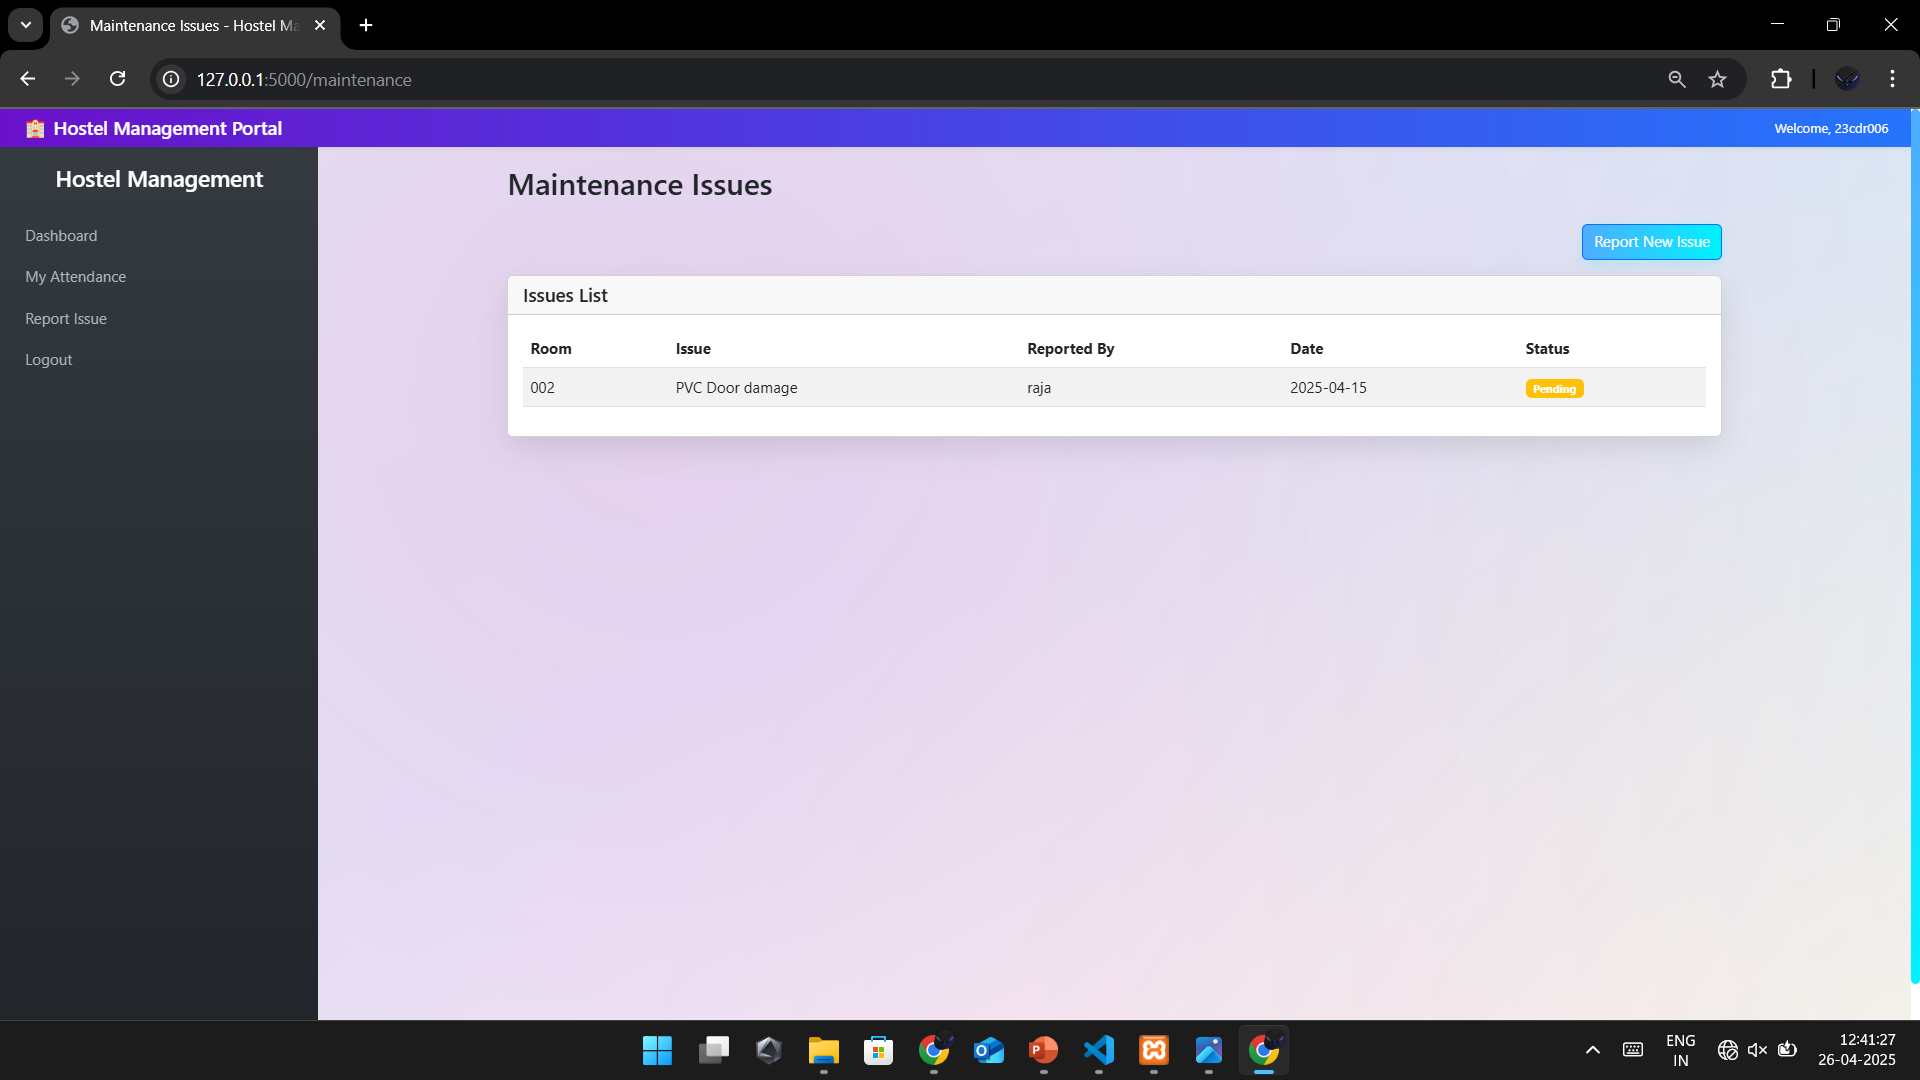 Maintenance Issues - Hostel Ma
127.0.0.1:5000/maintenance
Hostel Management Portal
Welcome, 23cdr006
Hostel Management
Dashboard
My Attendance
Report Issue
Logout
Maintenance Issues
Report New Issue
Issues List
Room Issue Reported By Date Status
002 PVC Door damage raja 2025-04-15 Pending
ENG
IN
12:41:27
26-04-2025